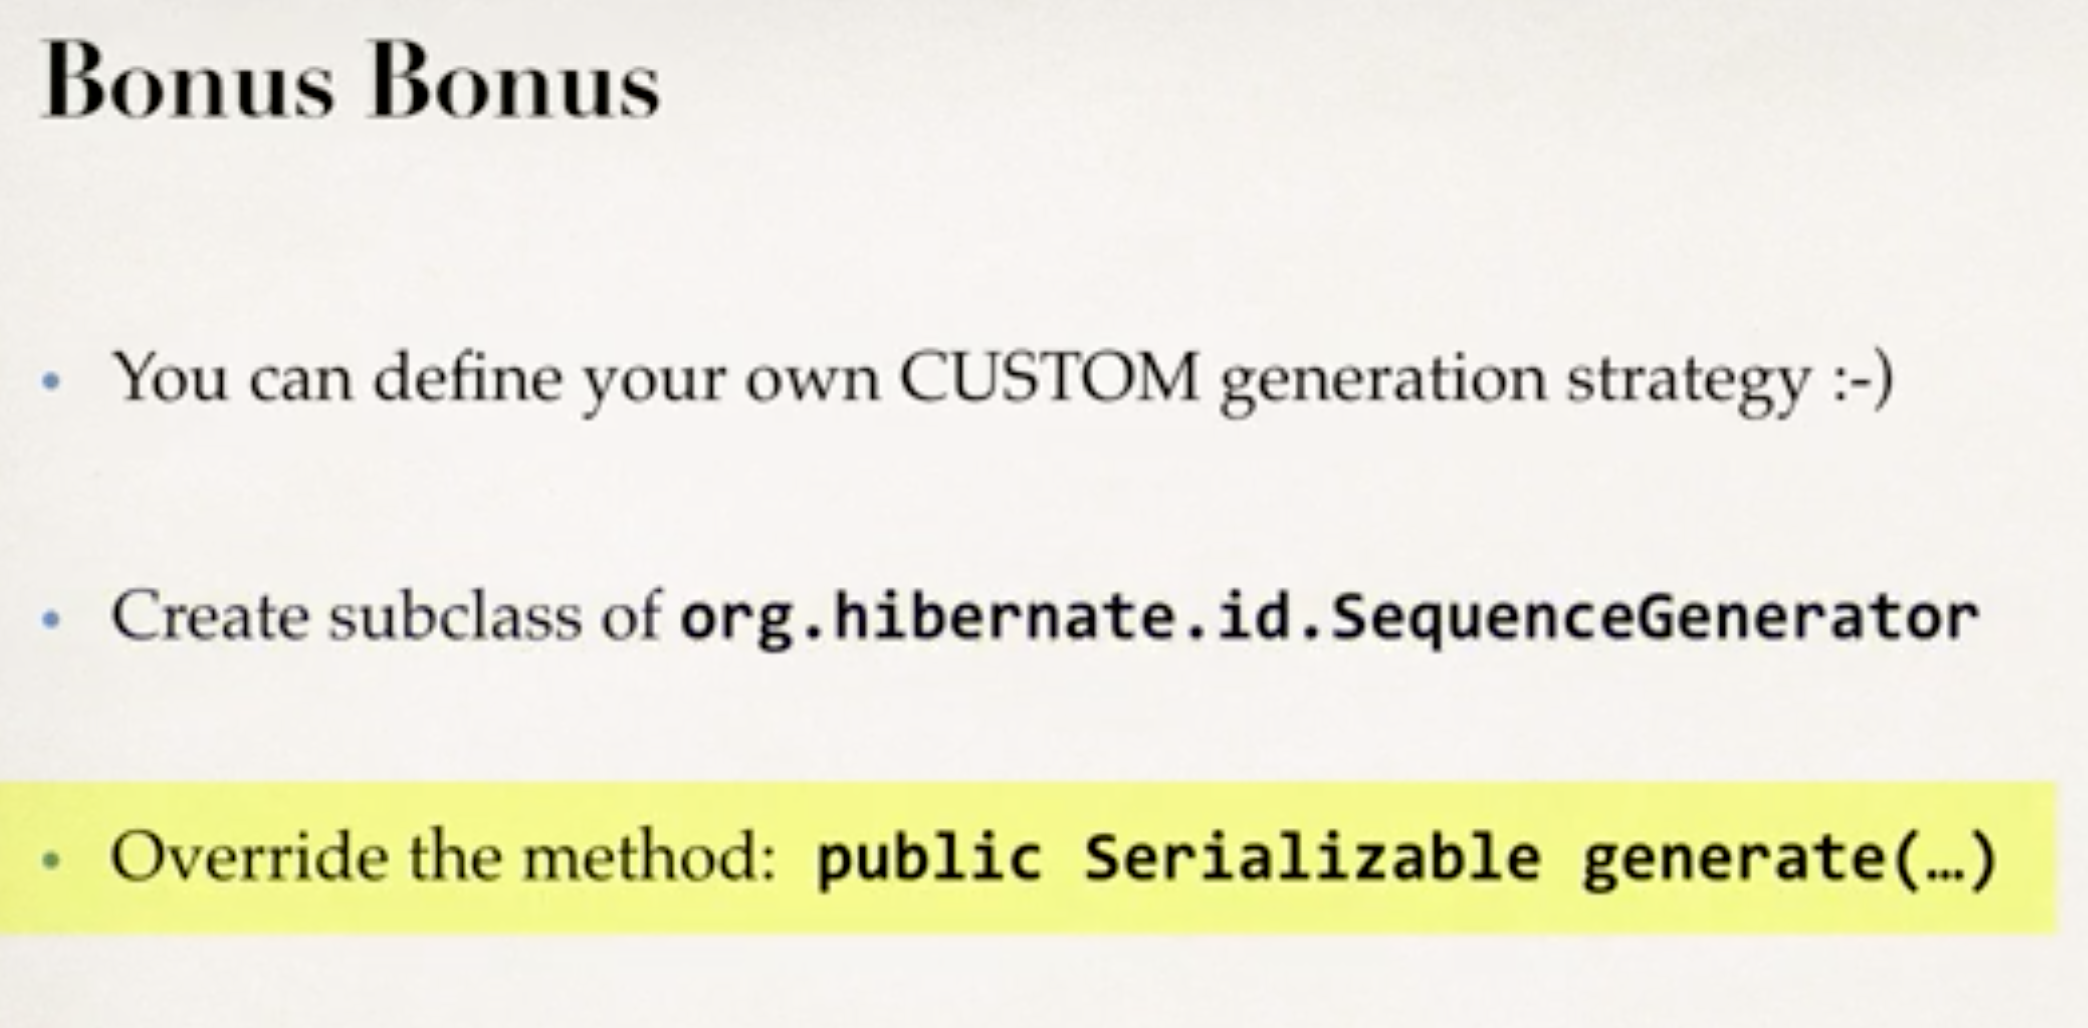 Bonus Bonus
• You can define your own CUSTOM generation strategy :-)
• Create subclass of org.hibernate.id.SequenceGenerator
• Override the method: public Serializable generate(…)